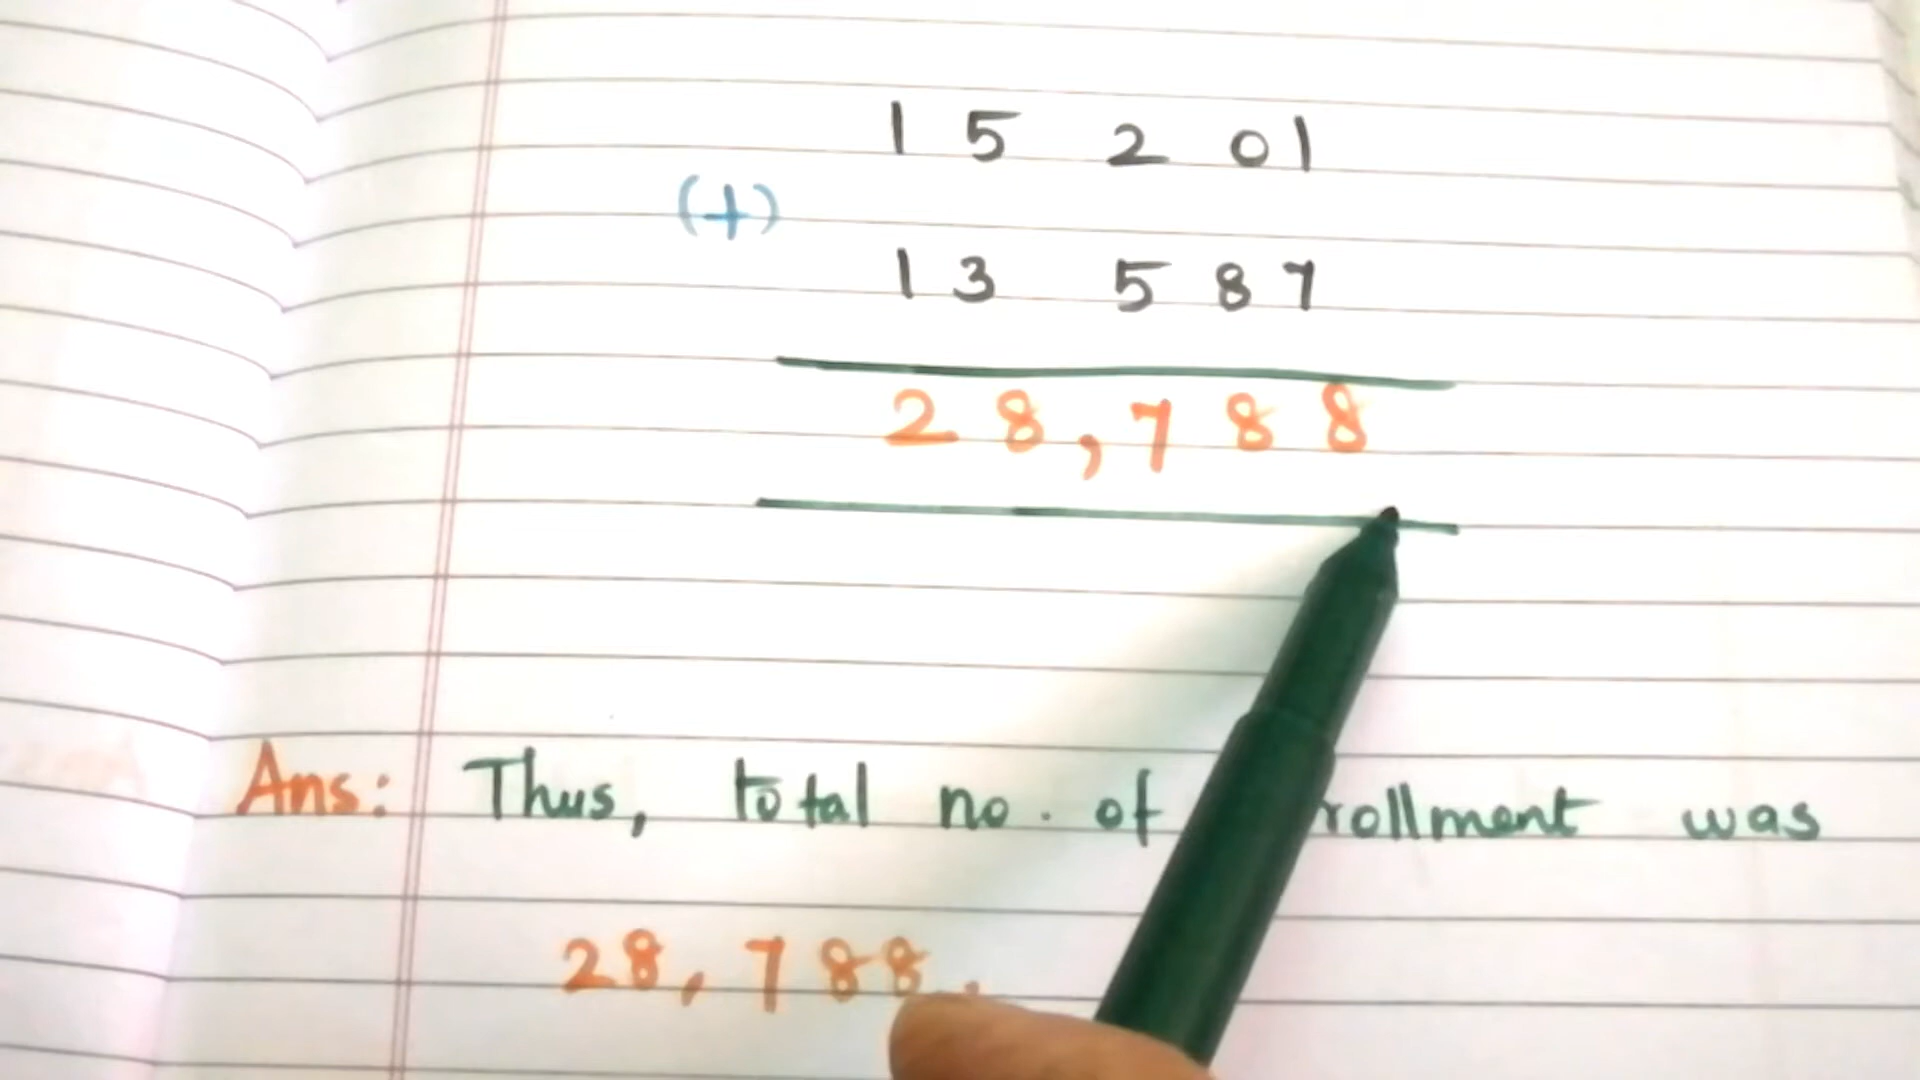 1 5 2 0 1
(+)
1 3 5 8 7
2 8 , 7 8 8
Ans: Thus, total no. of rollment was
28,788.